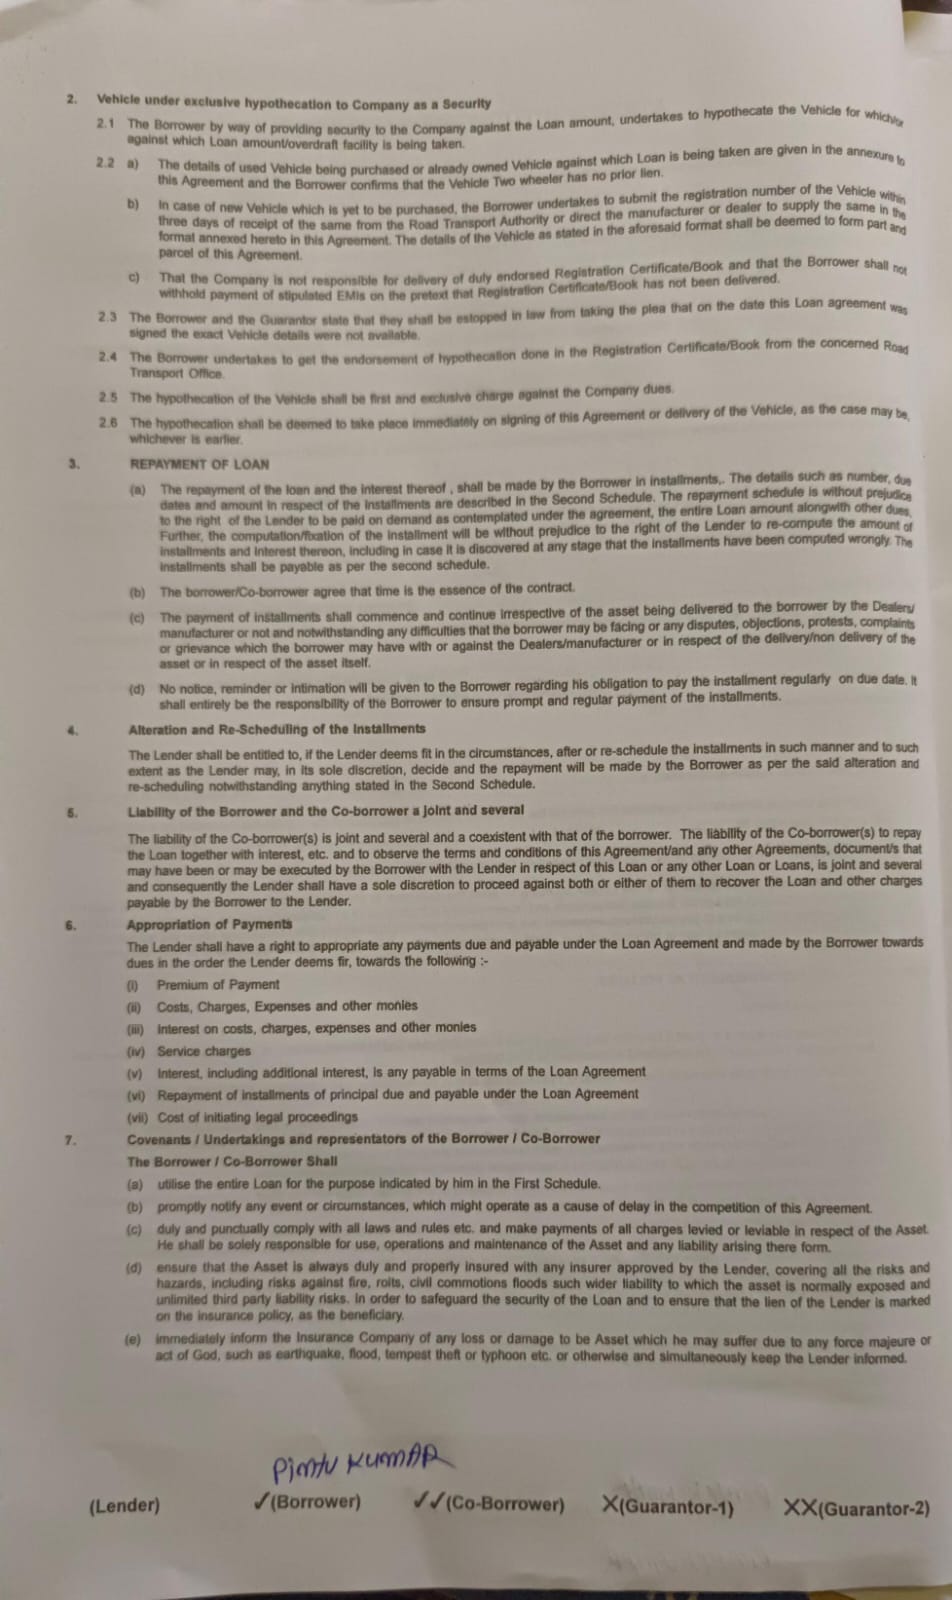 2. Vehicle under exclusive hypothecation to Company as a Security
2.1 The Borrower by way of providing security to the Company against the Loan amount, undertakes to hypothecate the Vehicle for which/or
against which Loan amount/overdraft facility is being taken.
2.2 a) The details of used Vehicle being purchased or already owned Vehicle against which Loan is being taken are given in the annexure to
this Agreement and the Borrower confirms that the Vehicle Two wheeler has no prior lien.
b) In case of new Vehicle which is yet to be purchased, the Borrower undertakes to submit the registration number of the Vehicle within
three days of receipt of the same from the Road Transport Authority or direct the manufacturer or dealer to supply the same in the
format annexed hereto in this Agreement. The details of the Vehicle as stated in the aforesaid format shall be deemed to form part and
parcel of this Agreement.
c) That the Company is not responsible for delivery of duly endorsed Registration Certificate/Book and that the Borrower shall not
withhold payment of stipulated EMIs on the pretext that Registration Certificate/Book has not been delivered.
2.3 The Borrower and the Guarantor state that they shall be estopped in law from taking the plea that on the date this Loan agreement was
signed the exact Vehicle details were not available.
2.4 The Borrower undertakes to get the endorsement of hypothecation done in the Registration Certificate/Book from the concerned Road
Transport Office.
2.5 The hypothecation of the Vehicle shall be first and exclusive charge against the Company dues.
2.6 The hypothecation shall be deemed to take place immediately on signing of this Agreement or delivery of the Vehicle, as the case may be,
whichever is earlier.
3. REPAYMENT OF LOAN
(a) The repayment of the loan and the interest thereof , shall be made by the Borrower in installments,. The details such as number, due
dates and amount in respect of the Installments are described in the Second Schedule. The repayment schedule is without prejudice
to the right of the Lender to be paid on demand as contemplated under the agreement, the entire Loan amount alongwith other dues,
Further, the computation/fixation of the installment will be without prejudice to the right of the Lender to re-compute the amount of
installments and Interest thereon, including in case it is discovered at any stage that the installments have been computed wrongly. The
installments shall be payable as per the second schedule.
(b) The borrower/Co-borrower agree that time is the essence of the contract.
(c) The payment of installments shall commence and continue irrespective of the asset being delivered to the borrower by the Dealers/
manufacturer or not and notwithstanding any difficulties that the borrower may be facing or any disputes, objections, protests, complaints
or grievance which the borrower may have with or against the Dealers/manufacturer or in respect of the delivery/non delivery of the
asset or in respect of the asset itself.
(d) No notice, reminder or intimation will be given to the Borrower regarding his obligation to pay the installment regularly on due date. It
shall entirely be the responsibility of the Borrower to ensure prompt and regular payment of the installments.
4. Alteration and Re-Scheduling of the Installments
The Lender shall be entitled to, if the Lender deems fit in the circumstances, after or re-schedule the installments in such manner and to such
extent as the Lender may, in its sole discretion, decide and the repayment will be made by the Borrower as per the said alteration and
re-scheduling notwithstanding anything stated in the Second Schedule.
5. Liability of the Borrower and the Co-borrower a joint and several
The liability of the Co-borrower(s) is joint and several and a coexistent with that of the borrower. The liability of the Co-borrower(s) to repay
the Loan together with interest, etc. and to observe the terms and conditions of this Agreement/and any other Agreements, document/s that
may have been or may be executed by the Borrower with the Lender in respect of this Loan or any other Loan or Loans, is joint and several
and consequently the Lender shall have a sole discretion to proceed against both or either of them to recover the Loan and other charges
payable by the Borrower to the Lender.
6. Appropriation of Payments
The Lender shall have a right to appropriate any payments due and payable under the Loan Agreement and made by the Borrower towards
dues in the order the Lender deems fir, towards the following :-
(i) Premium of Payment
(ii) Costs, Charges, Expenses and other monies
(iii) Interest on costs, charges, expenses and other monies
(iv) Service charges
(v) Interest, including additional interest, is any payable in terms of the Loan Agreement
(vi) Repayment of installments of principal due and payable under the Loan Agreement
(vii) Cost of initiating legal proceedings
7. Covenants / Undertakings and representators of the Borrower / Co-Borrower
The Borrower / Co-Borrower Shall
(a) utilise the entire Loan for the purpose indicated by him in the First Schedule.
(b) promptly notify any event or circumstances, which might operate as a cause of delay in the competition of this Agreement.
(c) duly and punctually comply with all laws and rules etc. and make payments of all charges levied or leviable in respect of the Asset.
He shall be solely responsible for use, operations and maintenance of the Asset and any liability arising there form.
(d) ensure that the Asset is always duly and properly insured with any insurer approved by the Lender, covering all the risks and
hazards, including risks against fire, roits, civil commotions floods such wider liability to which the asset is normally exposed and
unlimited third party liability risks. In order to safeguard the security of the Loan and to ensure that the lien of the Lender is marked
on the insurance policy, as the beneficiary.
(e) immediately inform the Insurance Company of any loss or damage to be Asset which he may suffer due to any force majeure or
act of God, such as earthquake, flood, tempest theft or typhoon etc. or otherwise and simultaneously keep the Lender informed.
Pintu Kumar
(Lender) ✓(Borrower) ✓✓(Co-Borrower) X(Guarantor-1) XX(Guarantor-2)